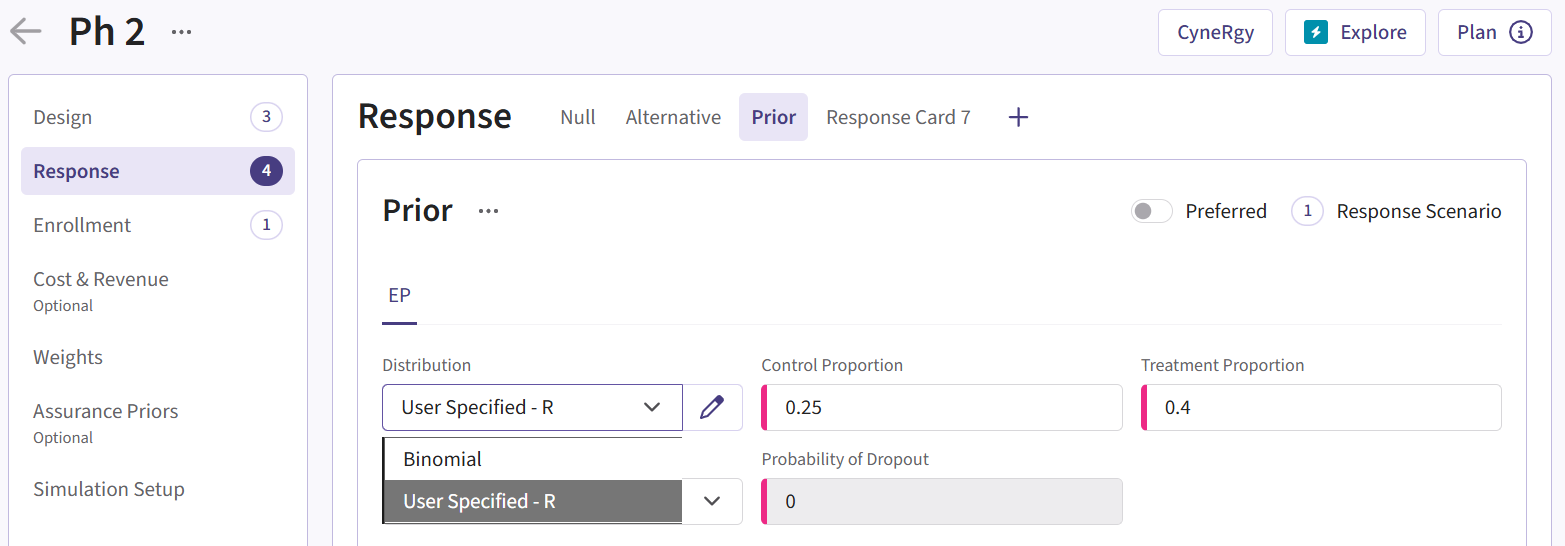 Ph 2 ...
CyneRgy
Explore
Plan
Design 3
Response 4
Enrollment 1
Cost & Revenue
Optional
Weights
Assurance Priors
Optional
Simulation Setup
Response Null Alternative Prior Response Card 7 +
Prior ...
Preferred 1 Response Scenario
EP
Distribution
User Specified - R
Binomial
User Specified - R
Control Proportion
0.25
Treatment Proportion
0.4
Probability of Dropout
0